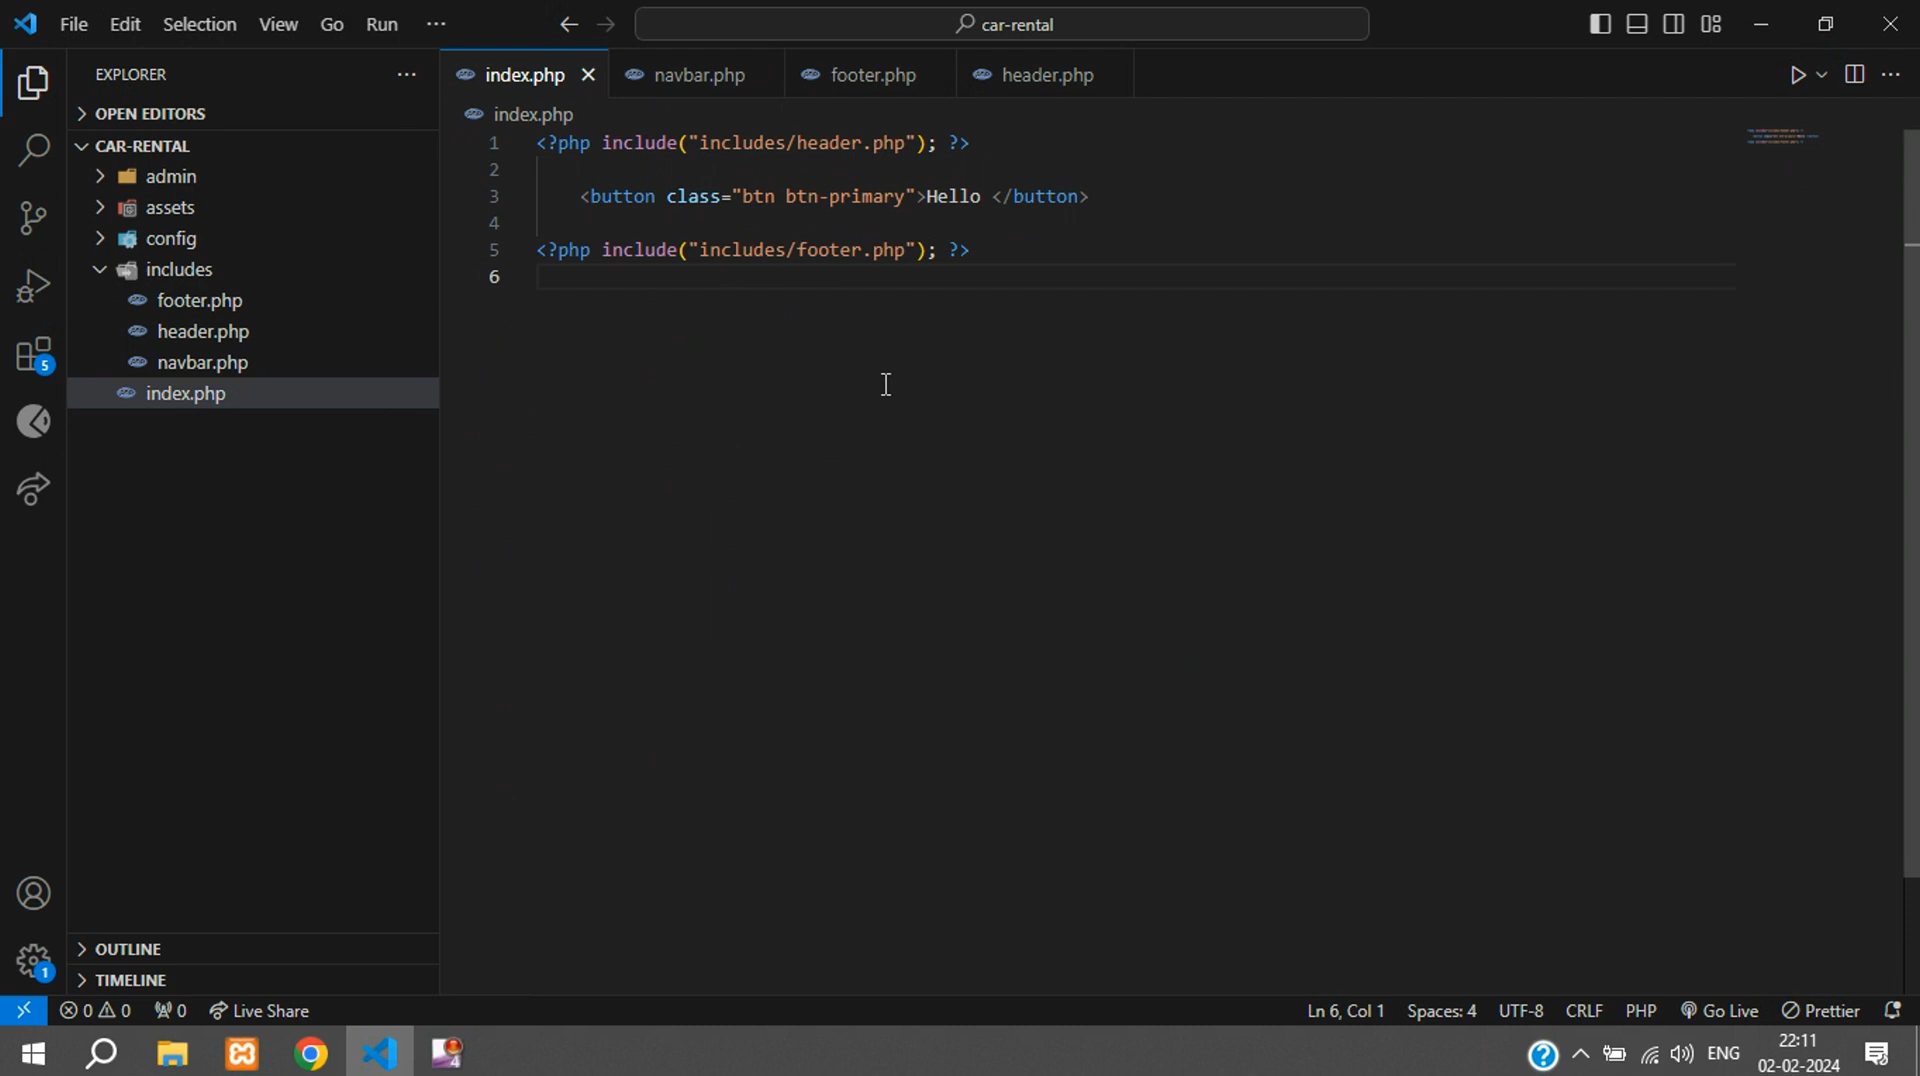 File Edit Selection View Go Run ···
car-rental
EXPLORER ···
index.php navbar.php footer.php header.php ···
OPEN EDITORS
index.php
CAR-RENTAL
1 <?php include("includes/header.php"); ?>
admin
2
assets
3 <button class="btn btn-primary">Hello </button>
4
config
5 <?php include("includes/footer.php"); ?>
includes
6
footer.php
header.php
navbar.php
index.php
5
OUTLINE
1
TIMELINE
0 0 0 Live Share Ln 6, Col 1 Spaces: 4 UTF-8 CRLF PHP Go Live Prettier
4 ? ENG 22:11
02-02-2024